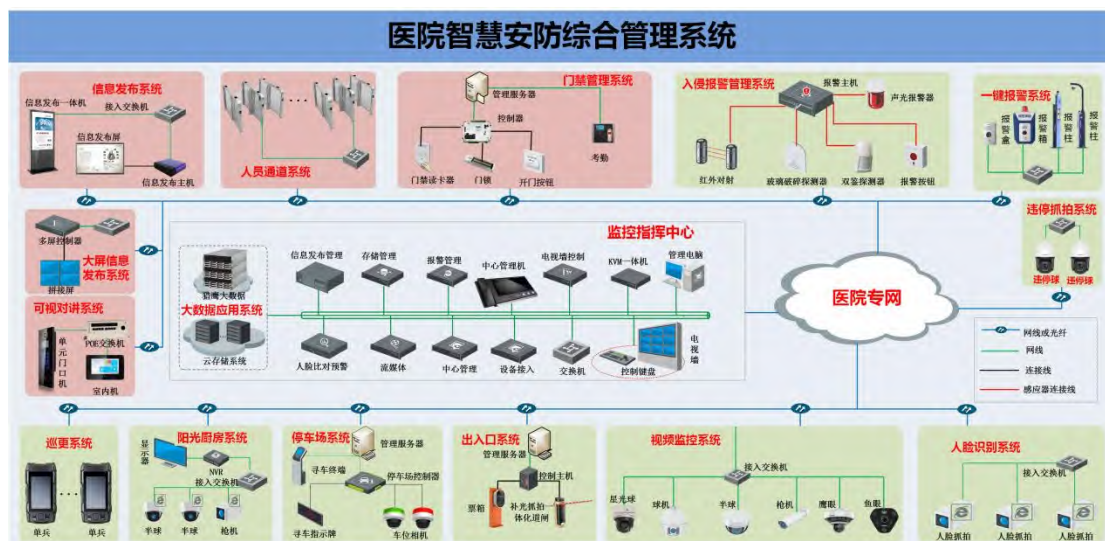 医院智慧安防综合管理系统
信息发布系统
信息发布一体机
接入交换机
信息发布屏
信息发布主机
人员通道系统
门禁管理系统
管理服务器
控制器
考勤
门禁读卡器
门锁
开门按钮
入侵报警管理系统
报警主机
声光报警器
红外对射
玻璃破碎探测器
双鉴探测器
报警按钮
一键报警系统
报警盒
报警箱
报警柱
报警柱
多屏控制器
大屏信息
发布系统
拼接屏
可视对讲系统
单元门口机
POE交换机
室内机
监控指挥中心
猎鹰大数据
大数据应用系统
云存储系统
信息发布管理
存储管理
报警管理
中心管理机
电视墙控制
KVM一体机
管理电脑
人脸比对预警
流媒体
中心管理
设备接入
交换机
控制键盘
电视墙
医院专网
违停抓拍系统
违停球
违停球
网线或光纤
网线
连接线
感应器连接线
巡更系统
单兵
单兵
阳光厨房系统
显示器
NVR
接入交换机
半球
半球
枪机
停车场系统
管理服务器
寻车终端
停车场控制器
寻车指示牌
车位相机
出入口系统
管理服务器
控制主机
票箱
补光抓拍
一体化道闸
视频监控系统
接入交换机
星光球
球机
半球
枪机
鹰眼
鱼眼
人脸识别系统
接入交换机
人脸抓拍
人脸抓拍
人脸抓拍